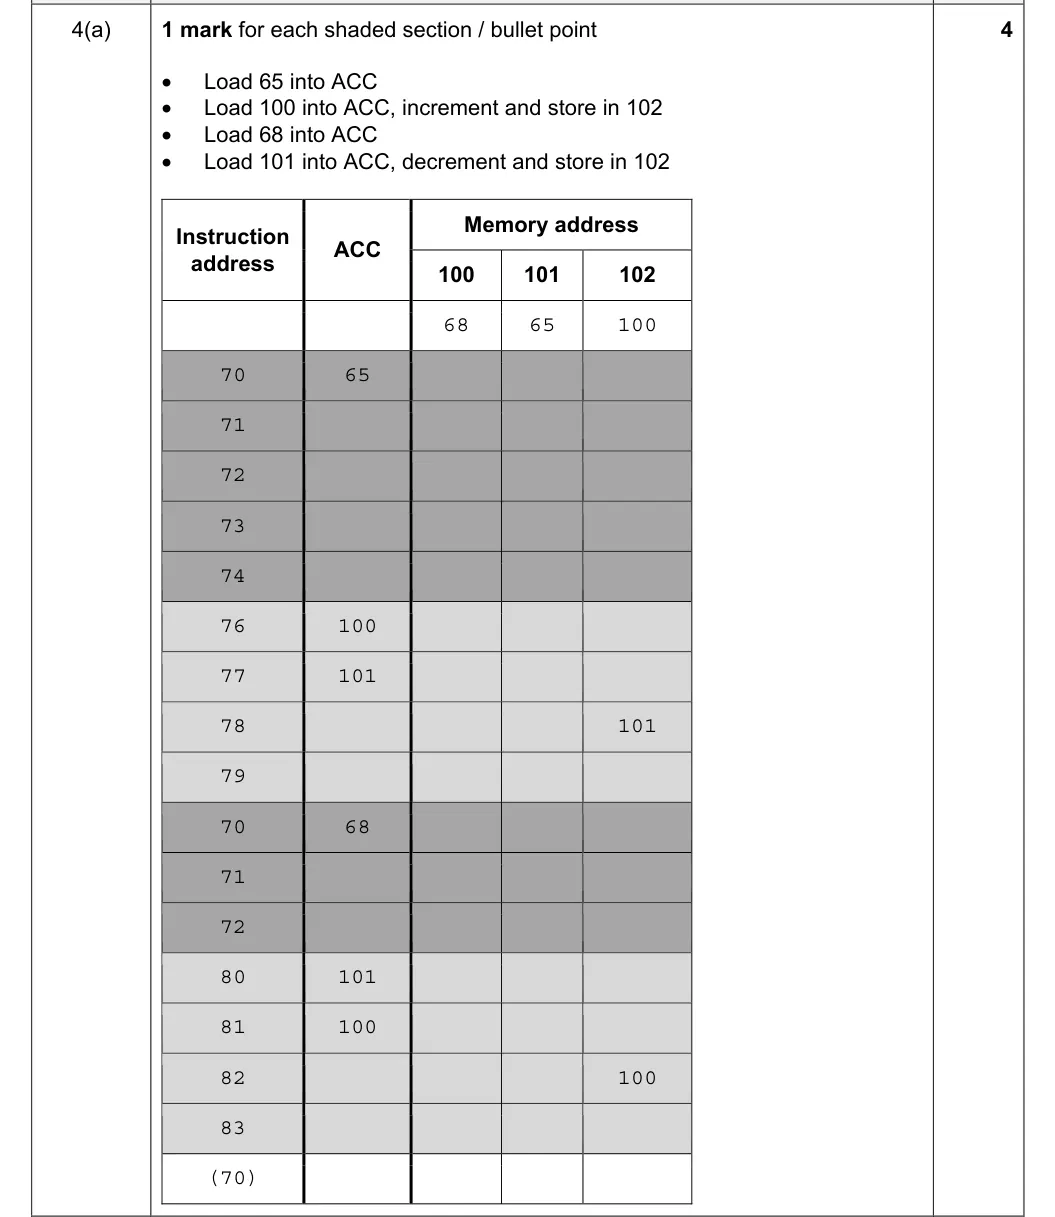 4(a) 1 mark for each shaded section / bullet point 4
• Load 65 into ACC
• Load 100 into ACC, increment and store in 102
• Load 68 into ACC
• Load 101 into ACC, decrement and store in 102
Instruction address ACC Memory address
100 101 102
68 65 100
70 65
71
72
73
74
76 100
77 101
78 101
79
70 68
71
72
80 101
81 100
82 100
83
(70)